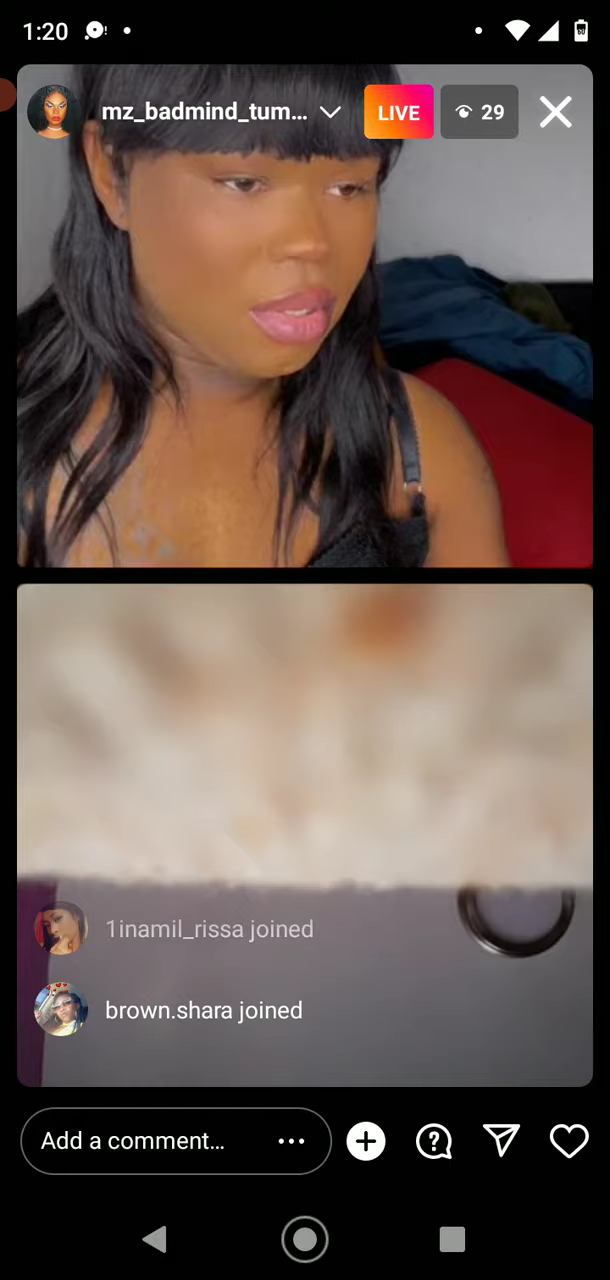 1:20
mz_badmind_tum...
LIVE
29
1inamil_rissa joined
brown.shara joined
Add a comment...